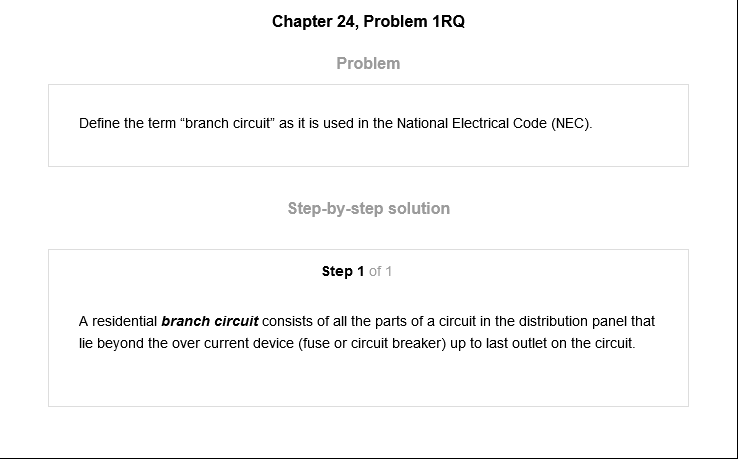 Chapter 24, Problem 1RQ
Problem
Define the term “branch circuit” as it is used in the National Electrical Code (NEC).
Step-by-step solution
Step 1 of 1
A residential branch circuit consists of all the parts of a circuit in the distribution panel that
lie beyond the over current device (fuse or circuit breaker) up to last outlet on the circuit.